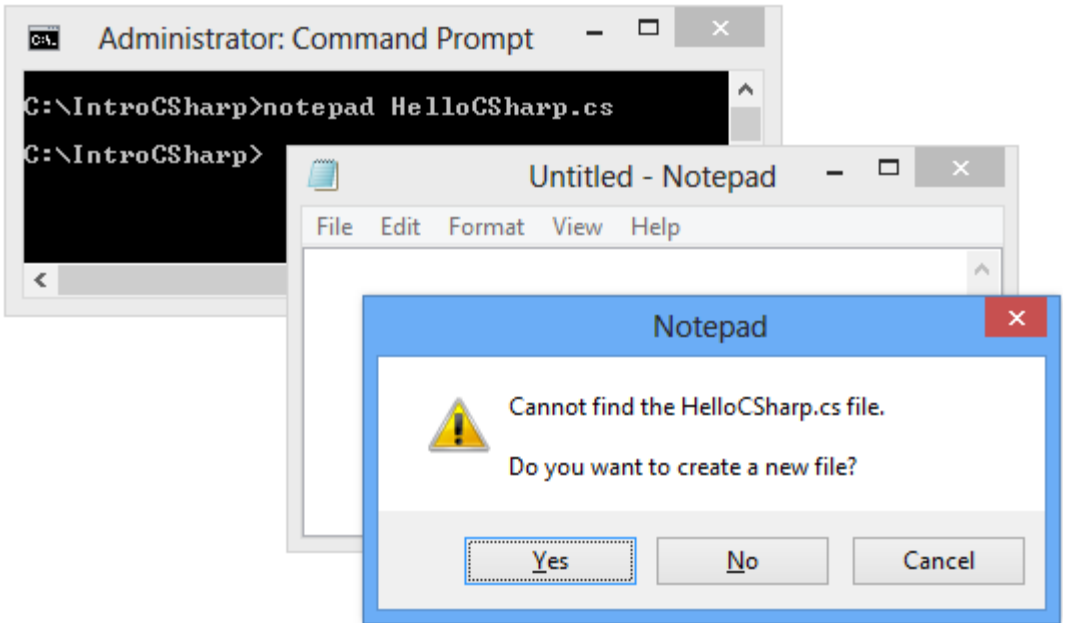 Administrator: Command Prompt
C:\IntroCSharp>notepad HelloCSharp.cs
C:\IntroCSharp>
Untitled - Notepad
File Edit Format View Help
Notepad
Cannot find the HelloCSharp.cs file.
Do you want to create a new file?
Yes No Cancel